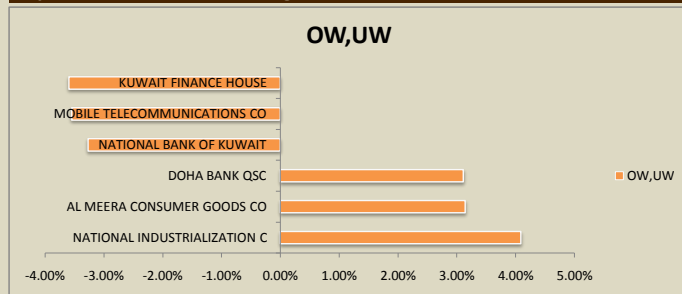 OW,UW
KUWAIT FINANCE HOUSE
MOBILE TELECOMMUNICATIONS CO
NATIONAL BANK OF KUWAIT
DOHA BANK QSC
OW,UW
AL MEERA CONSUMER GOODS CO
NATIONAL INDUSTRIALIZATION C
-4.00% -3.00% -2.00% -1.00% 0.00% 1.00% 2.00% 3.00% 4.00% 5.00%